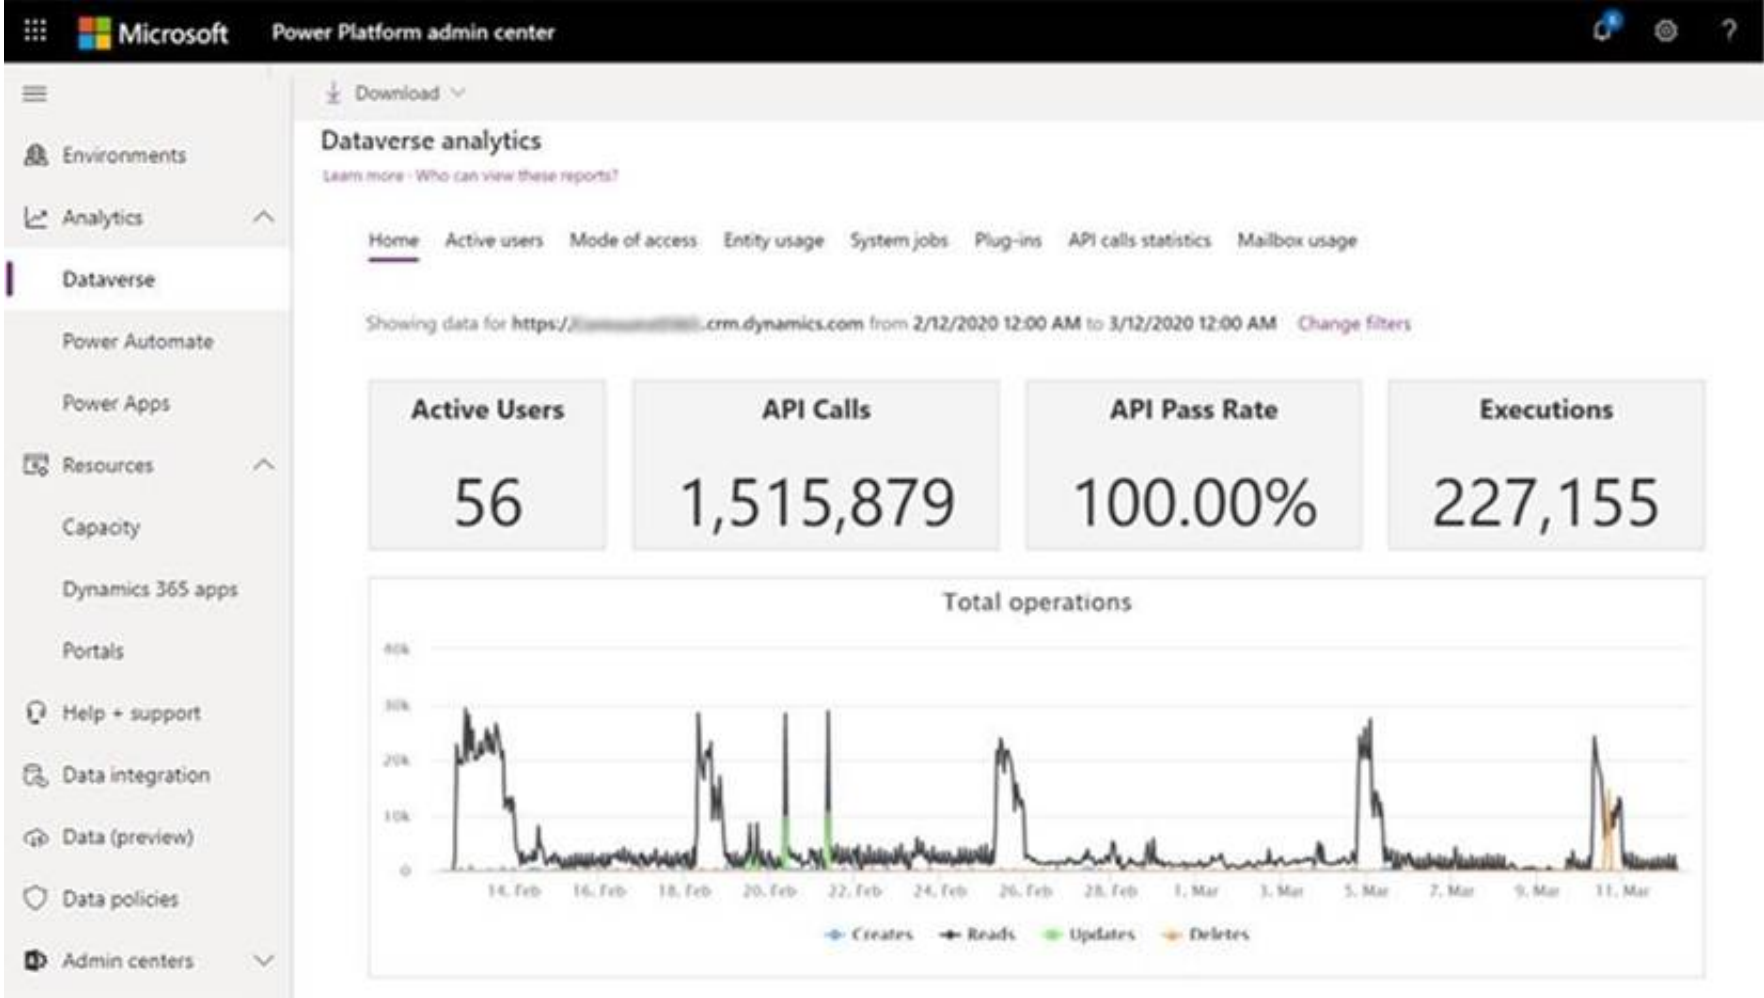 Microsoft Power Platform admin center
?
Download
Dataverse analytics
Learn more · Who can view these reports?
Environments
Analytics
Dataverse
Power Automate
Power Apps
Resources
Capacity
Dynamics 365 apps
Portals
Help + support
Data integration
Data (preview)
Data policies
Admin centers
Home Active users Mode of access Entity usage System jobs Plug-ins API calls statistics Mailbox usage
Showing data for https:/ .crm.dynamics.com from 2/12/2020 12:00 AM to 3/12/2020 12:00 AM Change filters
Active Users
56
API Calls
1,515,879
API Pass Rate
100.00%
Executions
227,155
Total operations
40k
30k
20k
10k
0
14. Feb 16. Feb 18. Feb 20. Feb 22. Feb 24. Feb 26. Feb 28. Feb 1. Mar 3. Mar 5. Mar 7. Mar 9. Mar 11. Mar
Creates Reads Updates Deletes